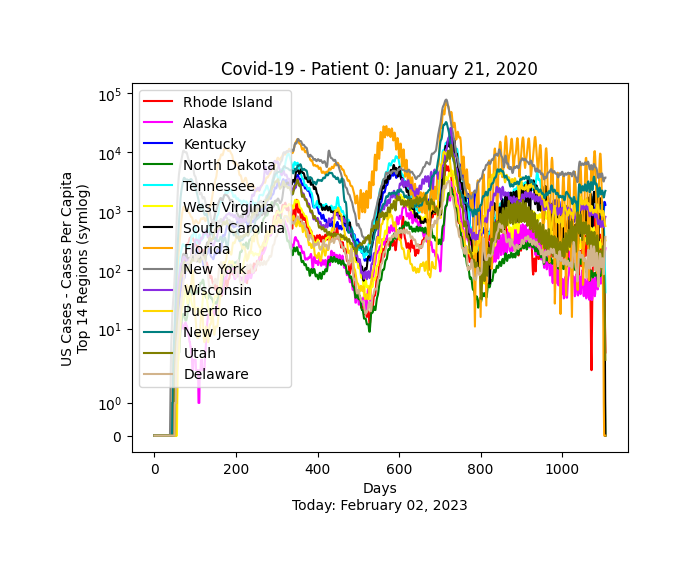 Covid-19 - Patient 0: January 21, 2020
US Cases - Cases Per Capita
Top 14 Regions (symlog)
10^5
10^4
10^3
10^2
10^1
10^0
0
Rhode Island
Alaska
Kentucky
North Dakota
Tennessee
West Virginia
South Carolina
Florida
New York
Wisconsin
Puerto Rico
New Jersey
Utah
Delaware
0 200 400 600 800 1000
Days
Today: February 02, 2023